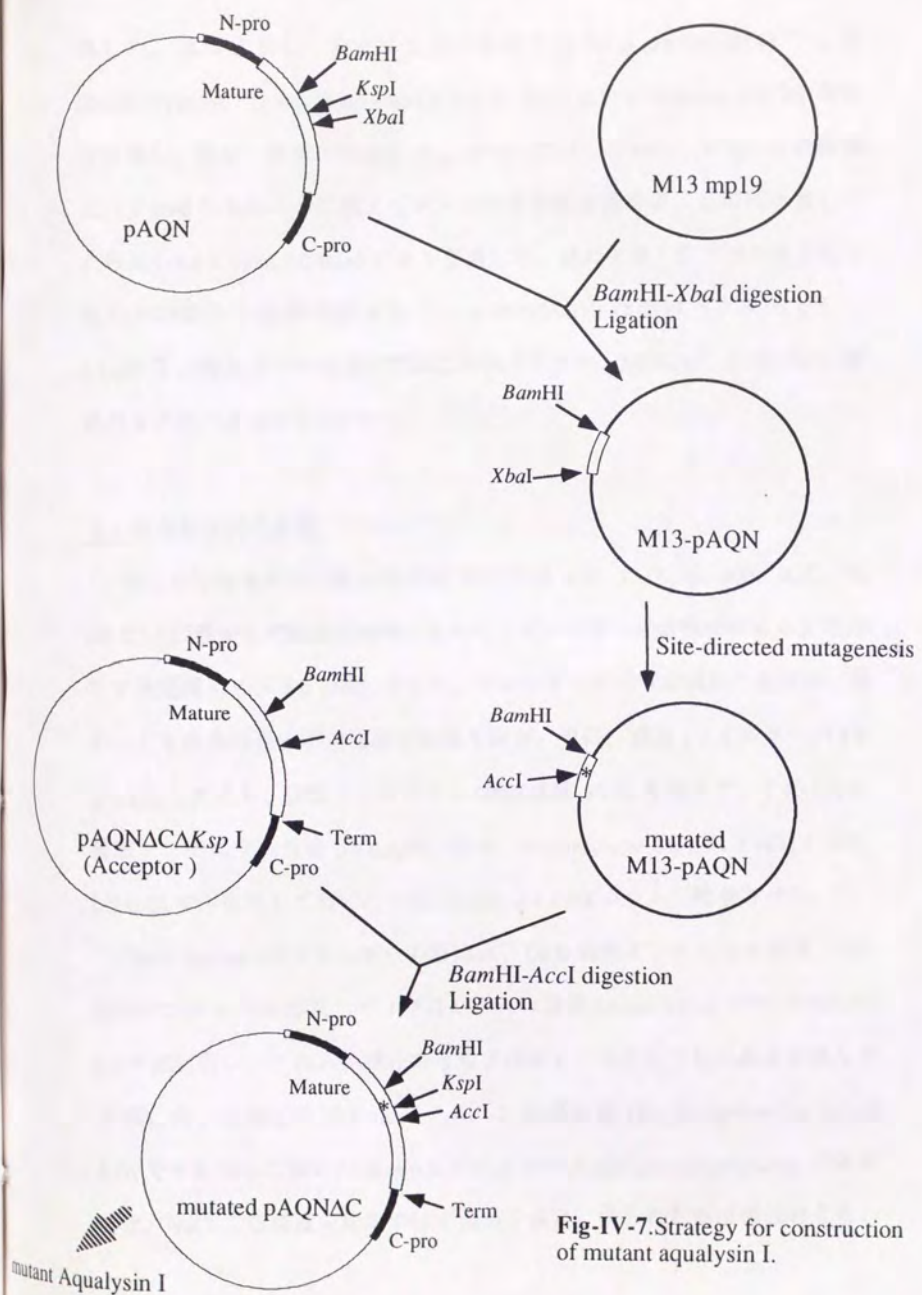 N-pro
BamHI
Mature
KspI
XbaI
pAQN
C-pro
M13 mp19
BamHI-XbaI digestion
Ligation
BamHI
XbaI
M13-pAQN
Site-directed mutagenesis
N-pro
BamHI
Mature
AccI
pAQNΔCΔKsp I
(Acceptor )
Term
C-pro
BamHI
AccI
*
mutated
M13-pAQN
BamHI-AccI digestion
Ligation
N-pro
BamHI
Mature
KspI
*
AccI
mutated pAQNΔC
Term
C-pro
mutant Aqualysin I
Fig-IV-7.Strategy for construction
of mutant aqualysin I.